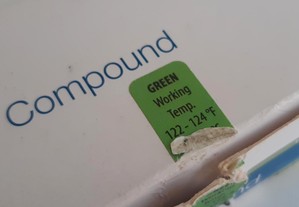 Compound
GREEN
Working
Temp.
122 - 124 °F